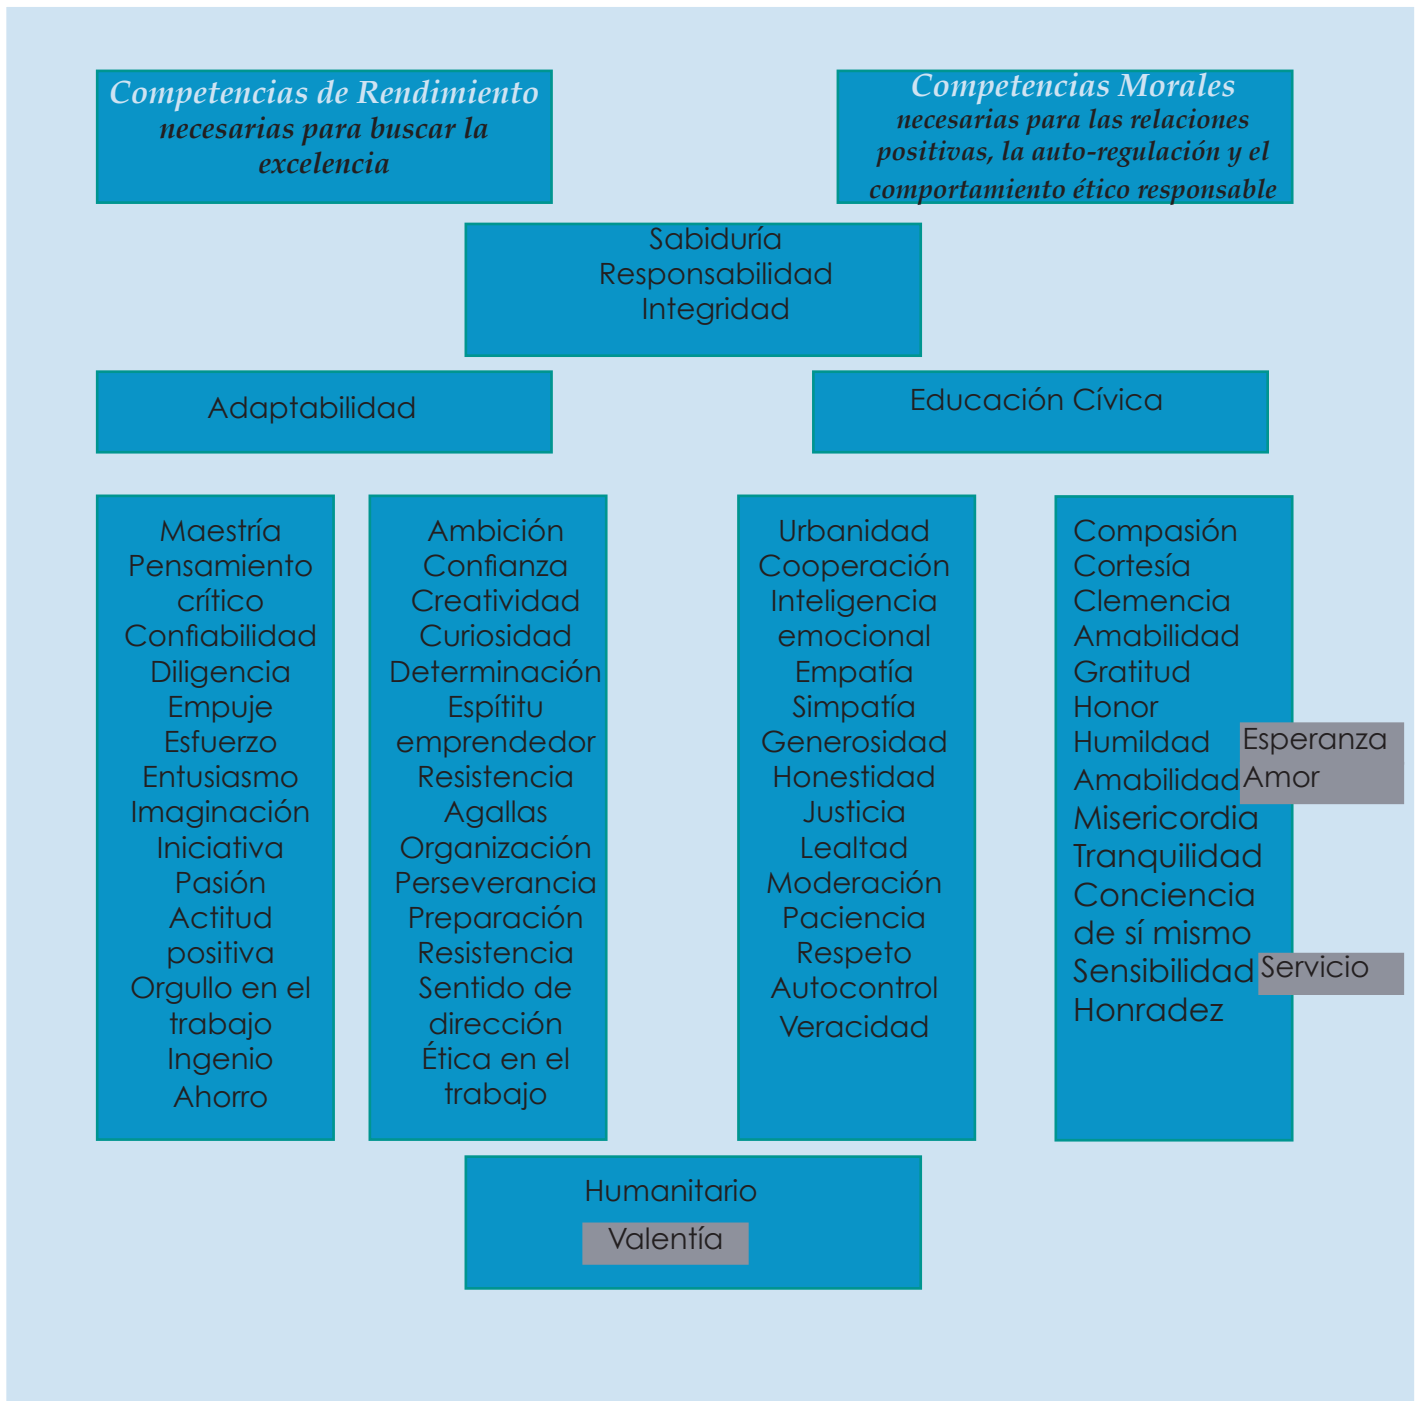 Competencias de Rendimiento
necesarias para buscar la
excelencia
Competencias Morales
necesarias para las relaciones
positivas, la auto-regulación y el
comportamiento ético responsable
Sabiduría
Responsabilidad
Integridad
Adaptabilidad
Educación Cívica
Maestría
Pensamiento
crítico
Confiabilidad
Diligencia
Empuje
Esfuerzo
Entusiasmo
Imaginación
Iniciativa
Pasión
Actitud
positiva
Orgullo en el
trabajo
Ingenio
Ahorro
Ambición
Confianza
Creatividad
Curiosidad
Determinación
Espítitu
emprendedor
Resistencia
Agallas
Organización
Perseverancia
Preparación
Resistencia
Sentido de
dirección
Ética en el
trabajo
Urbanidad
Cooperación
Inteligencia
emocional
Empatía
Simpatía
Generosidad
Honestidad
Justicia
Lealtad
Moderación
Paciencia
Respeto
Autocontrol
Veracidad
Compasión
Cortesía
Clemencia
Amabilidad
Gratitud
Honor
Humildad
Amabilidad
Misericordia
Tranquilidad
Conciencia
de sí mismo
Sensibilidad
Honradez
Esperanza
Amor
Servicio
Humanitario
Valentía